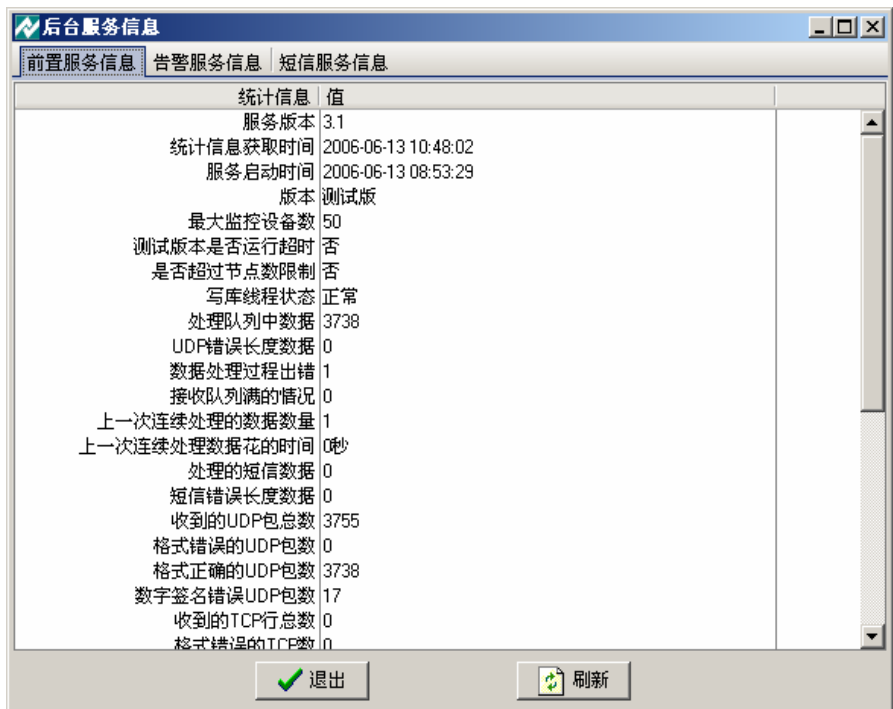 后台服务信息
前置服务信息 告警服务信息 短信服务信息
统计信息 值
服务版本 3.1
统计信息获取时间 2006-06-13 10:48:02
服务启动时间 2006-06-13 08:53:29
版本 测试版
最大监控设备数 50
测试版本是否运行超时 否
是否超过节点数限制 否
写库线程状态 正常
处理队列中数据 3738
UDP错误长度数据 0
数据处理过程出错 1
接收队列满的情况 0
上一次连续处理的数据数量 1
上一次连续处理数据花的时间 0秒
处理的短信数据 0
短信错误长度数据 0
收到的UDP包总数 3755
格式错误的UDP包数 0
格式正确的UDP包数 3738
数字签名错误UDP包数 17
收到的TCP行总数 0
格式错误的TCP数 0
退出 刷新